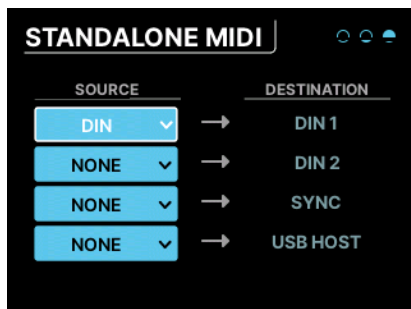 STANDALONE MIDI
SOURCE DESTINATION
DIN DIN 1
NONE DIN 2
NONE SYNC
NONE USB HOST